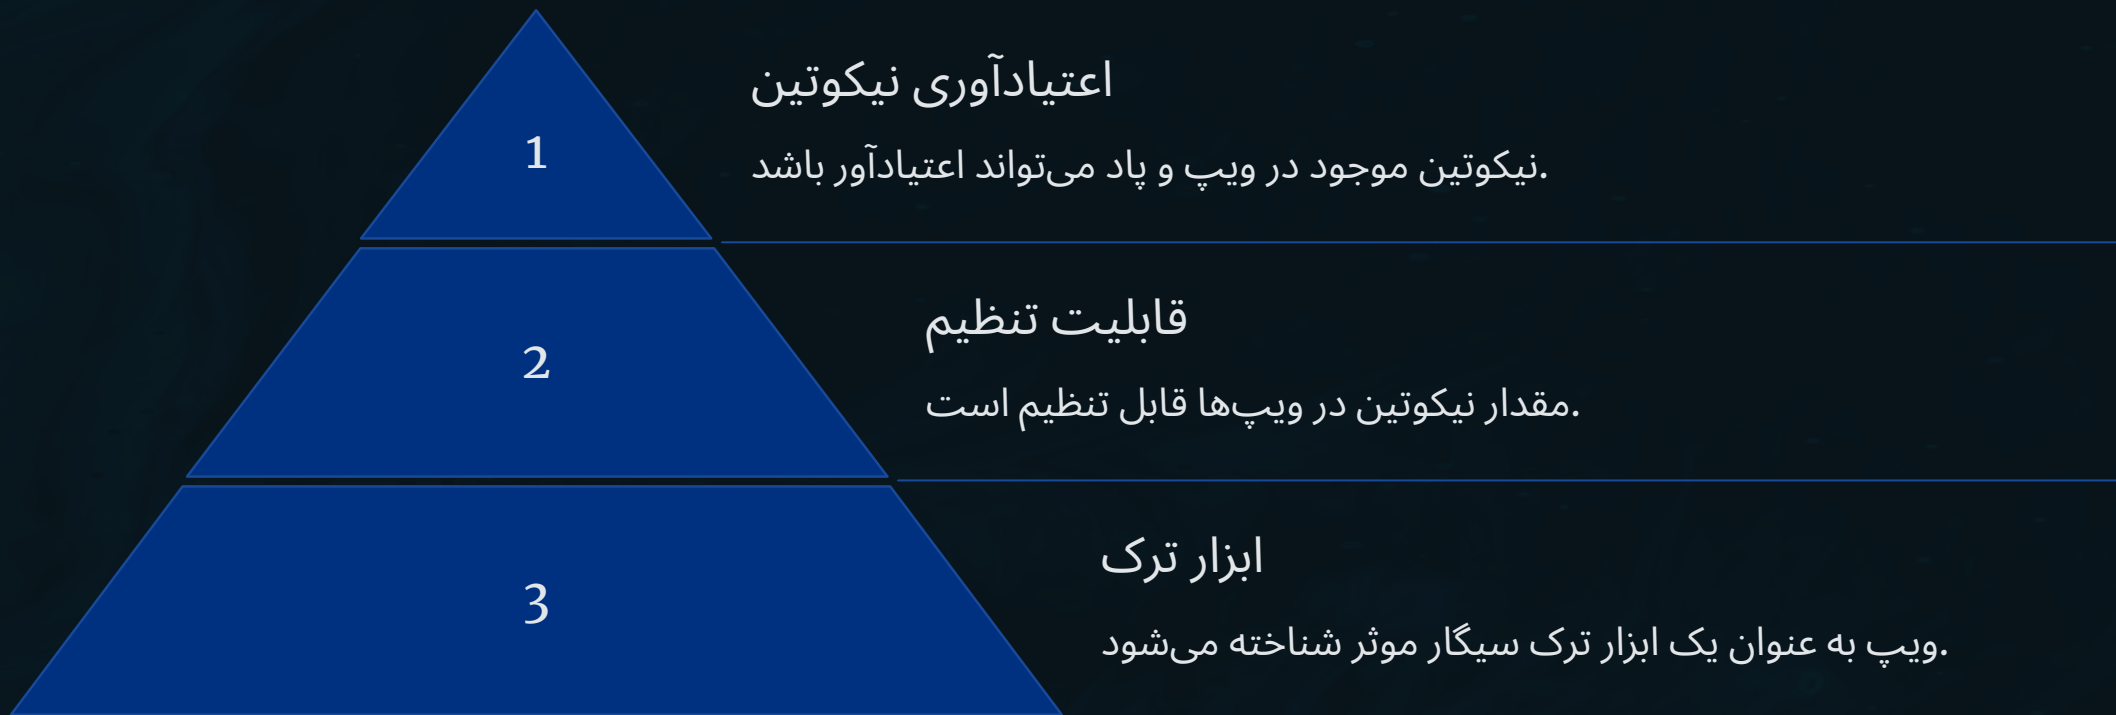 1
اعتیادآوری نیکوتین
نیکوتین موجود در ویپ و پاد می‌تواند اعتیادآور باشد.
2
قابلیت تنظیم
مقدار نیکوتین در ویپ‌ها قابل تنظیم است.
3
ابزار ترک
ویپ به عنوان یک ابزار ترک سیگار موثر شناخته می‌شود.